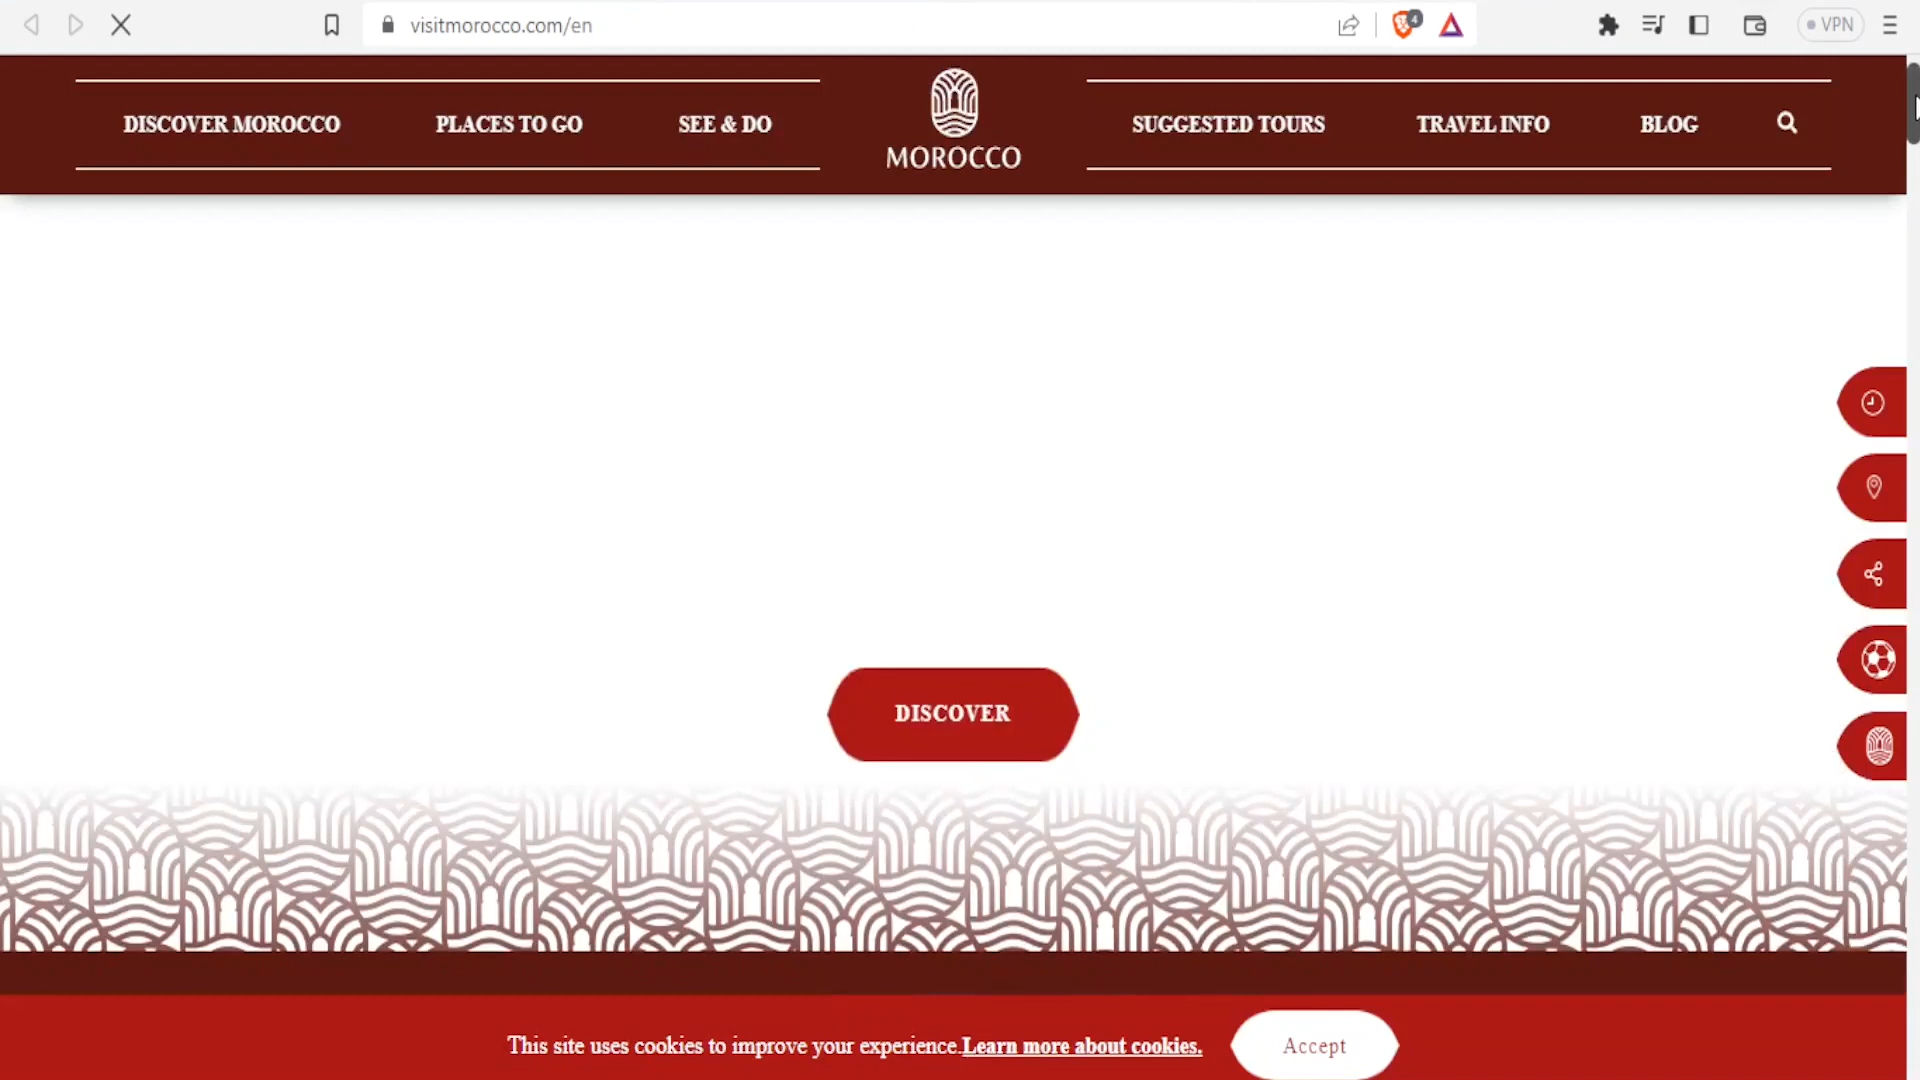 visitmorocco.com/en
4
VPN
DISCOVER MOROCCO
PLACES TO GO
SEE & DO
MOROCCO
SUGGESTED TOURS
TRAVEL INFO
BLOG
DISCOVER
This site uses cookies to improve your experience.Learn more about cookies.
Accept